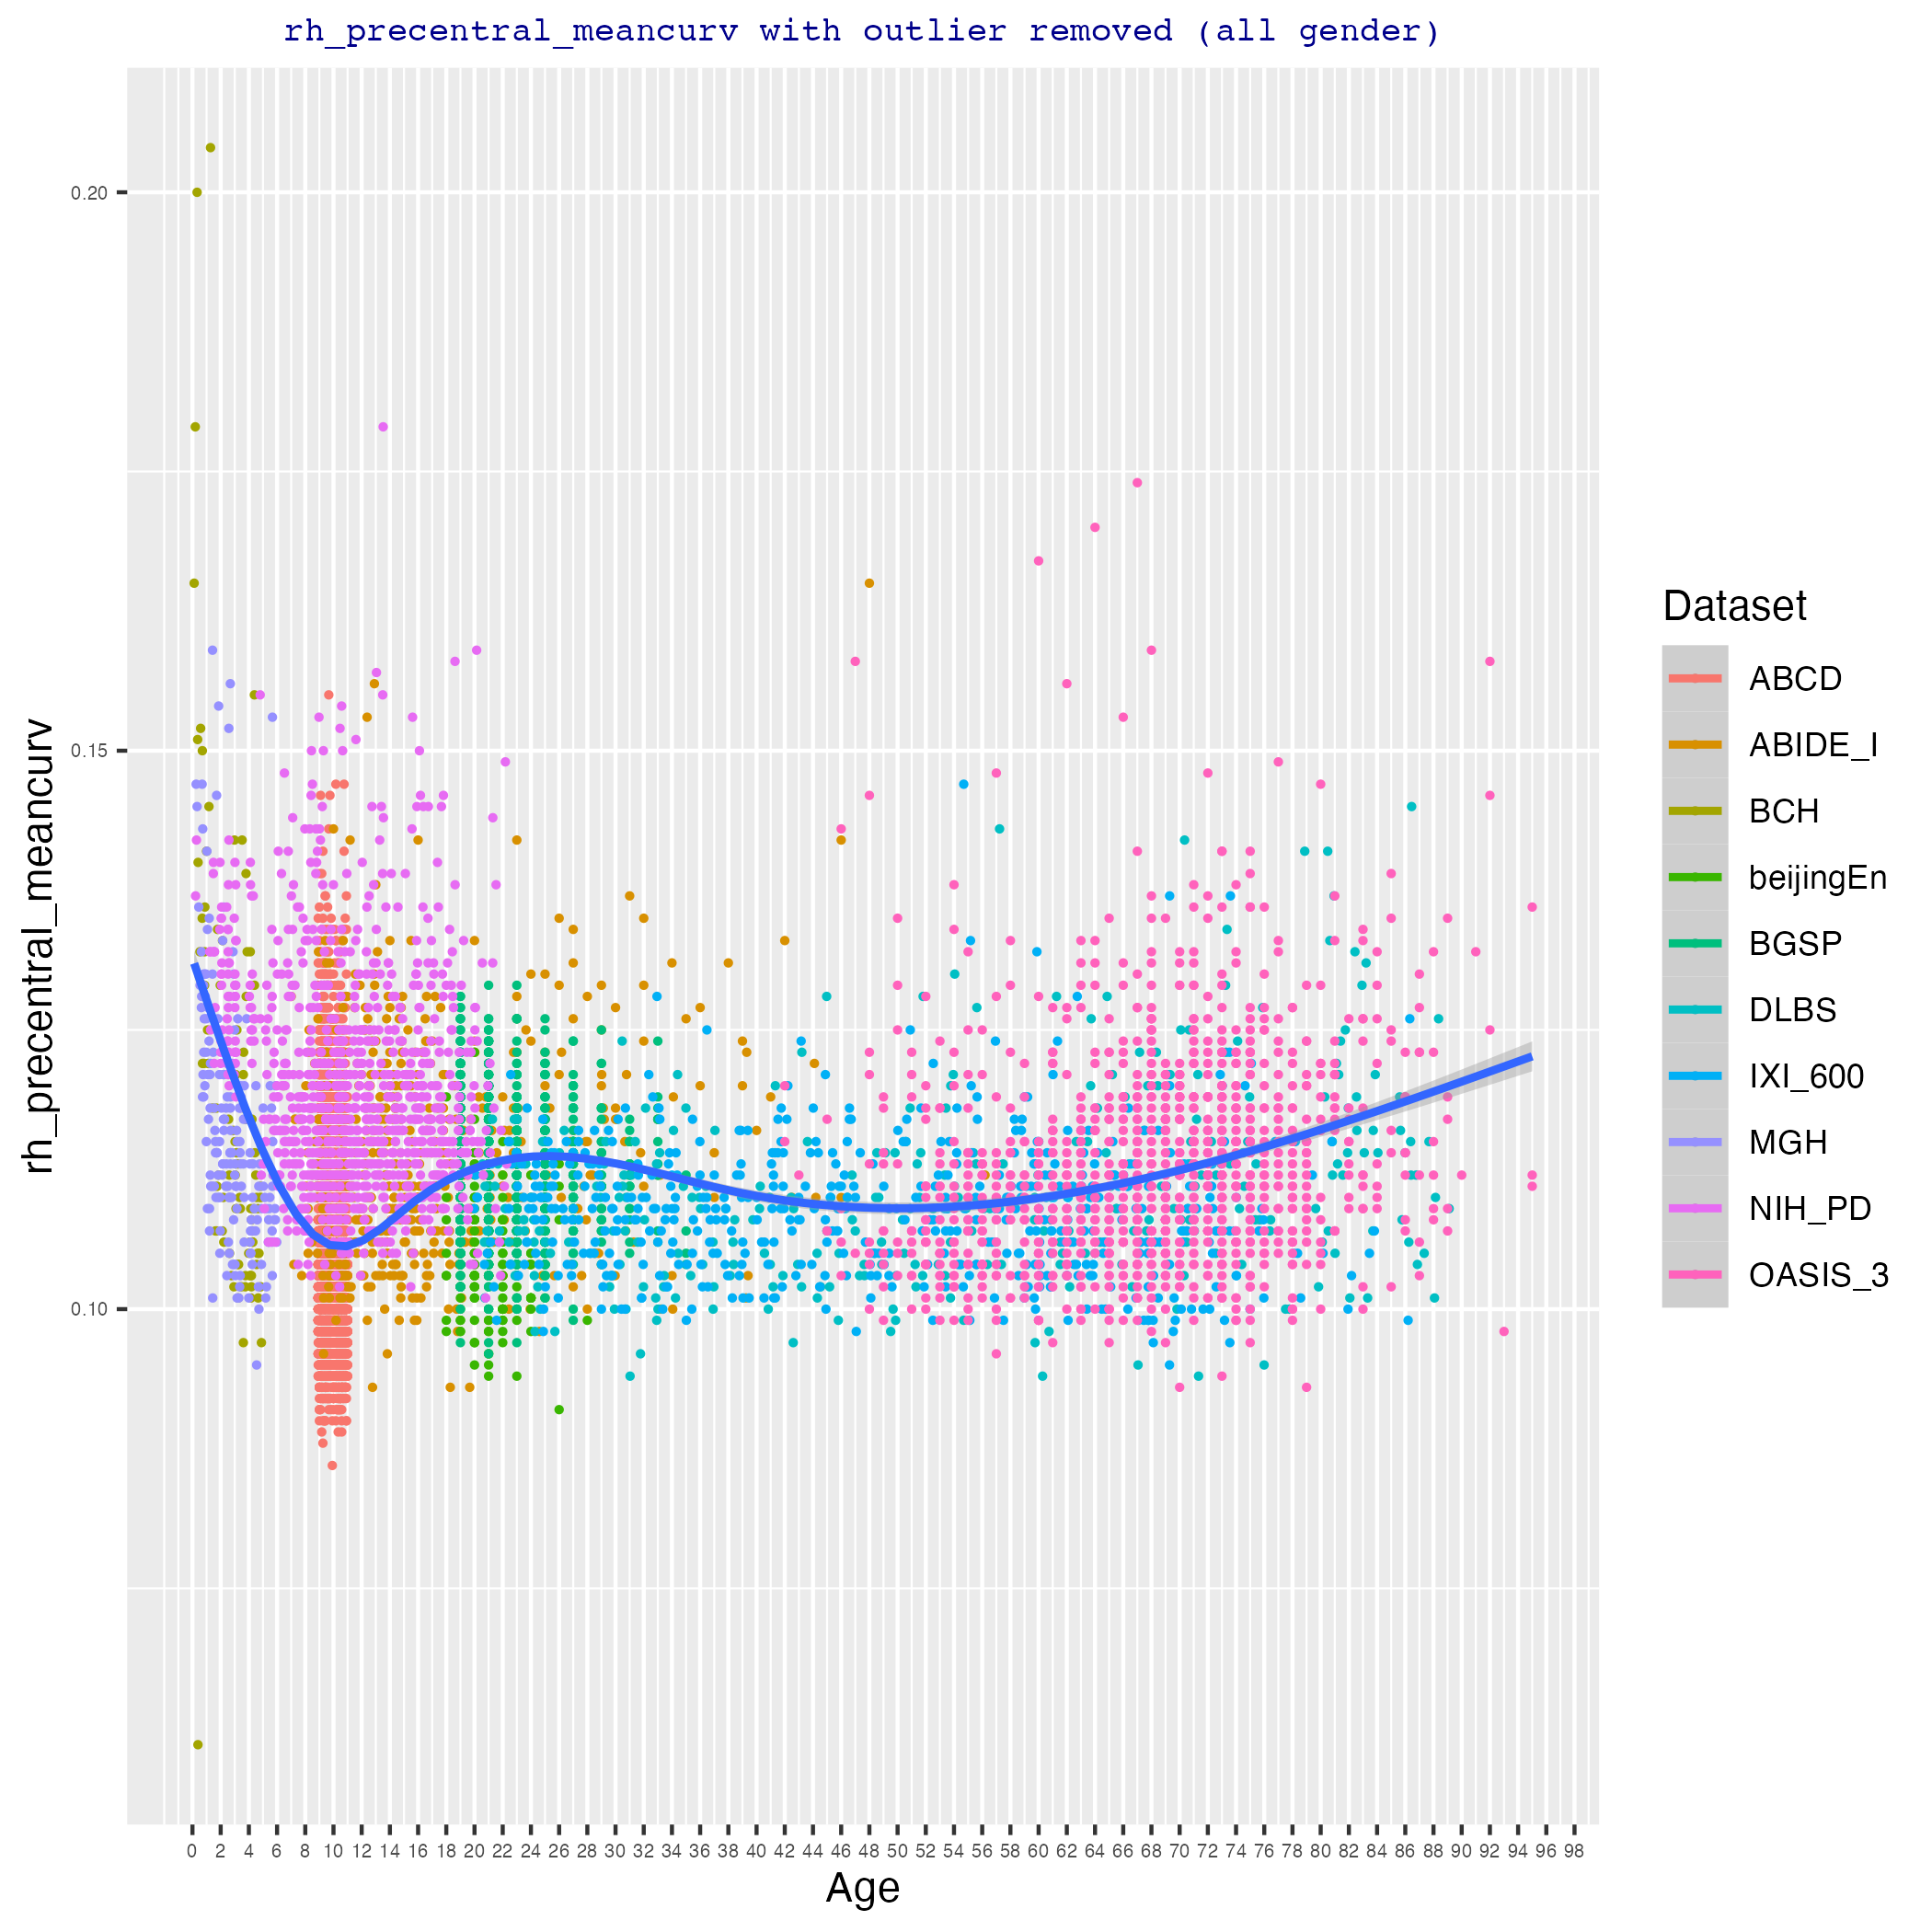 rh_precentral_meancurv with outlier removed (all gender)
rh_precentral_meancurv
0.20
0.15
0.10
0 2 4 6 8 10 12 14 16 18 20 22 24 26 28 30 32 34 36 38 40 42 44 46 48 50 52 54 56 58 60 62 64 66 68 70 72 74 76 78 80 82 84 86 88 90 92 94 96 98
Age
Dataset
ABCD
ABIDE_I
BCH
beijingEn
BGSP
DLBS
IXI_600
MGH
NIH_PD
OASIS_3